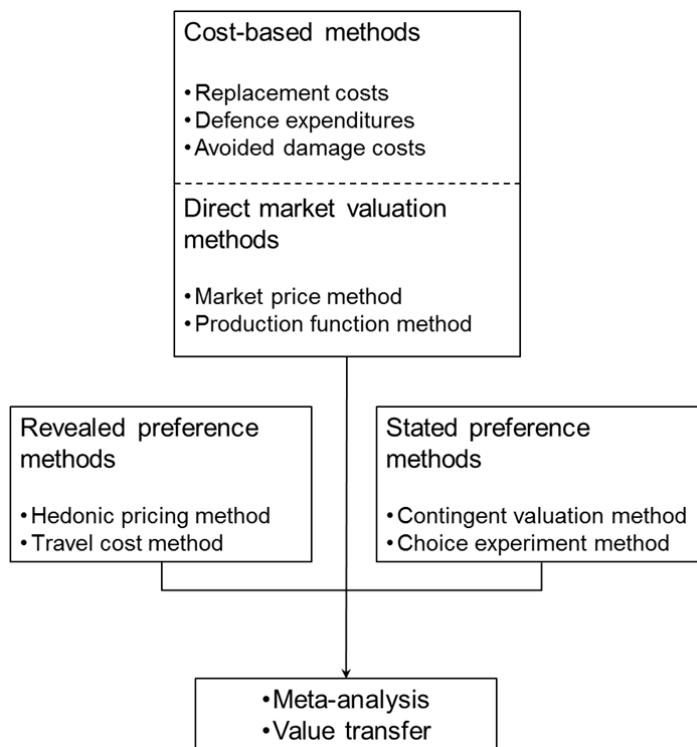 Cost-based methods
•Replacement costs
•Defence expenditures
•Avoided damage costs
Direct market valuation
methods
•Market price method
•Production function method
Revealed preference
methods
•Hedonic pricing method
•Travel cost method
Stated preference
methods
•Contingent valuation method
•Choice experiment method
•Meta-analysis
•Value transfer